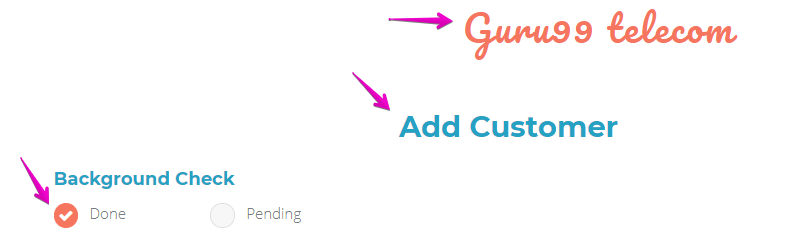 Guru99 telecom
Add Customer
Background Check
Done Pending